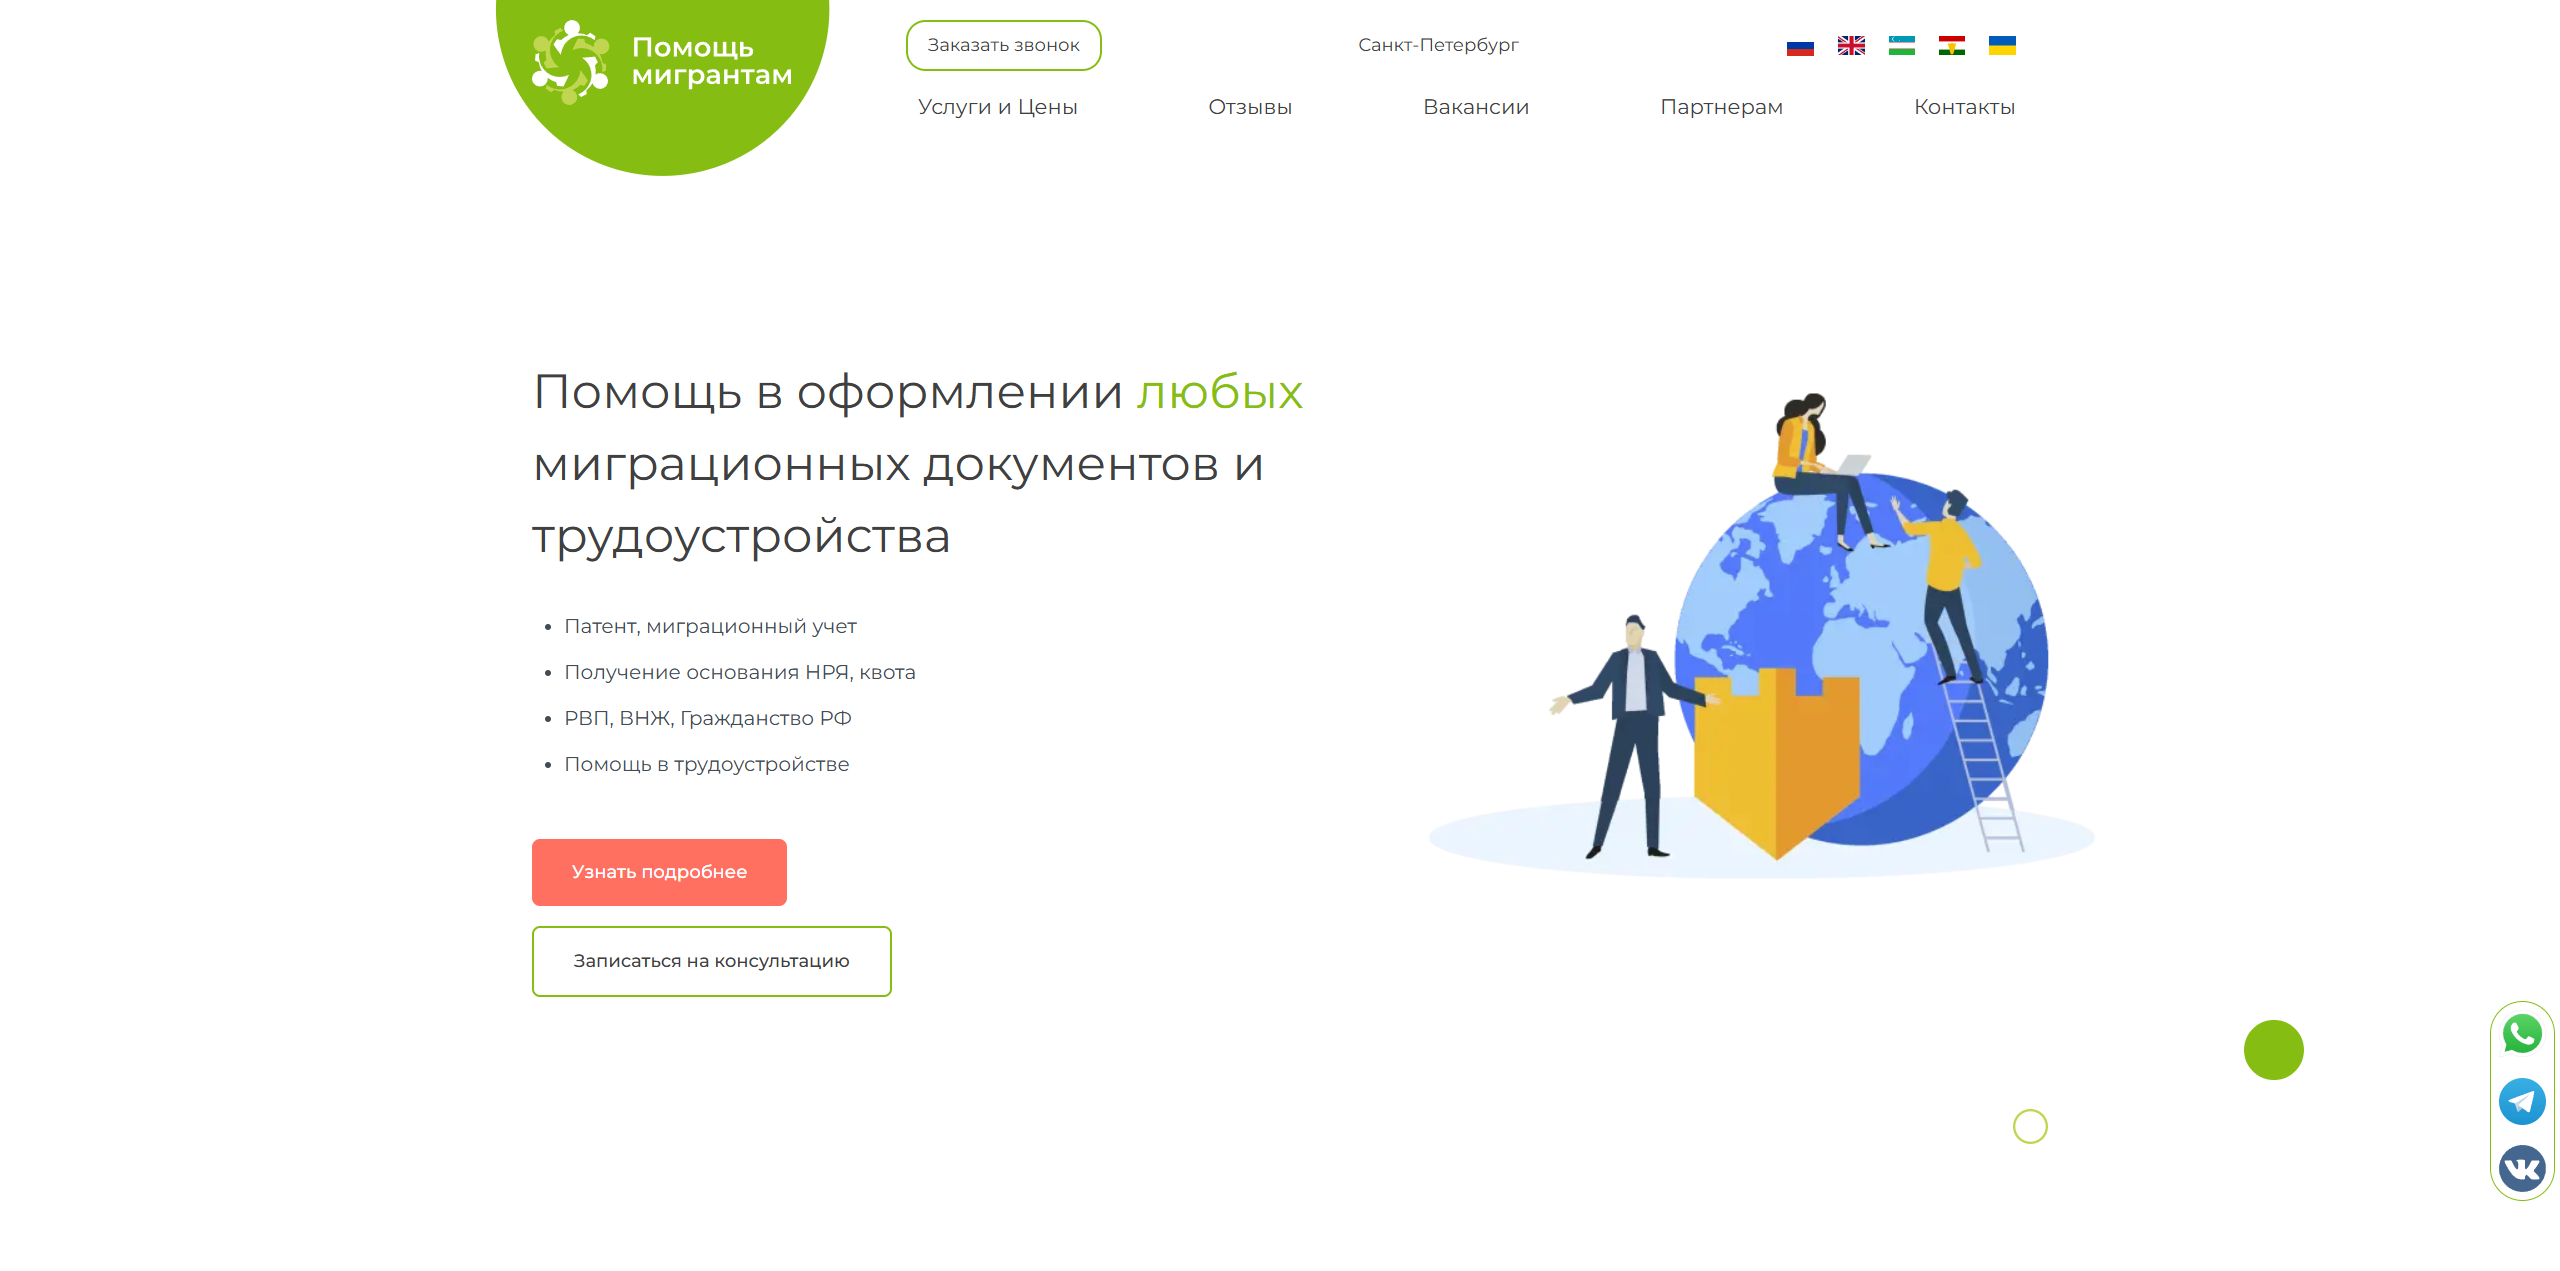 Помощь
мигрантам
Заказать звонок
Санкт-Петербург
Услуги и Цены
Отзывы
Вакансии
Партнерам
Контакты
Помощь в оформлении любых
миграционных документов и
трудоустройства
Патент, миграционный учет
Получение основания НРЯ, квота
РВП, ВНЖ, Гражданство РФ
Помощь в трудоустройстве
Узнать подробнее
Записаться на консультацию